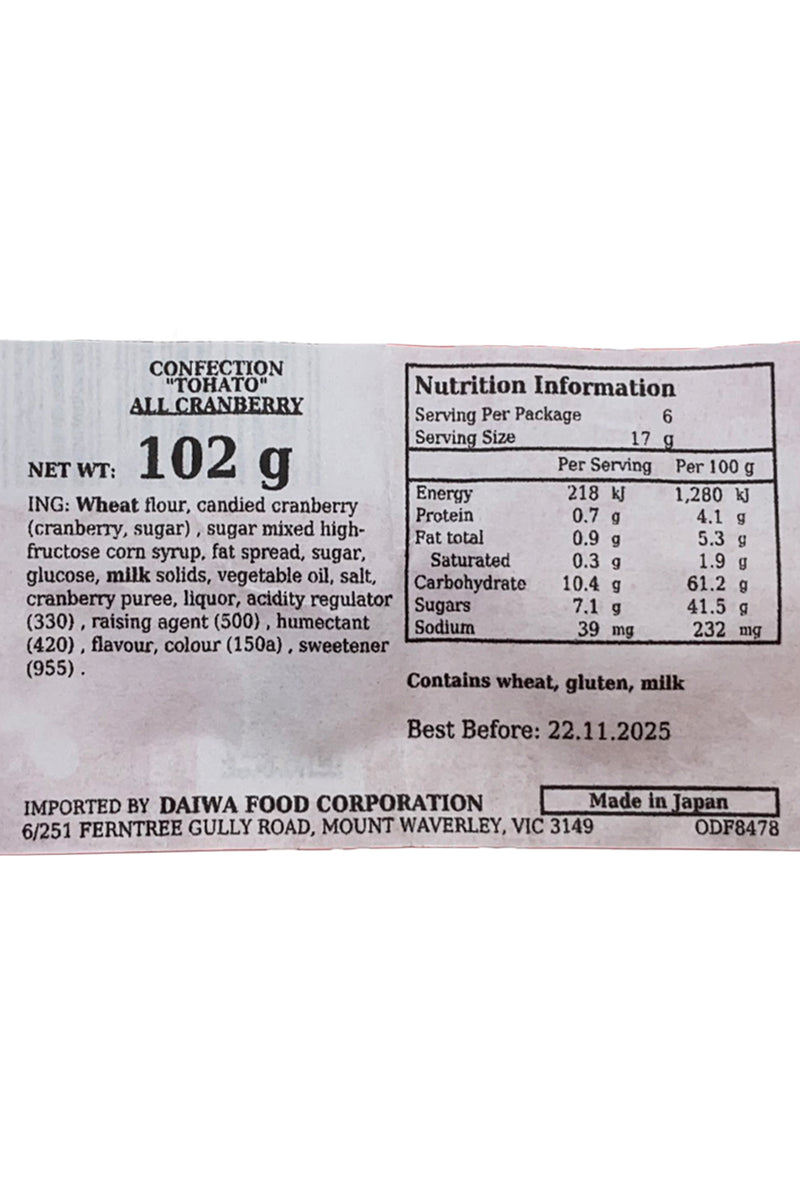 CONFECTION
"TOHATO"
ALL CRANBERRY
NET WT: 102 g
ING: Wheat flour, candied cranberry
(cranberry, sugar) , sugar mixed high-
fructose corn syrup, fat spread, sugar,
glucose, milk solids, vegetable oil, salt,
cranberry puree, liquor, acidity regulator
(330) , raising agent (500) , humectant
(420) , flavour, colour (150a) , sweetener
(955) .
Nutrition Information
Serving Per Package 6
Serving Size 17 g
Per Serving Per 100 g
Energy 218 kJ 1,280 kJ
Protein 0.7 g 4.1 g
Fat total 0.9 g 5.3 g
Saturated 0.3 g 1.9 g
Carbohydrate 10.4 g 61.2 g
Sugars 7.1 g 41.5 g
Sodium 39 mg 232 mg
Contains wheat, gluten, milk
Best Before: 22.11.2025
IMPORTED BY DAIWA FOOD CORPORATION
6/251 FERNTREE GULLY ROAD, MOUNT WAVERLEY, VIC 3149
Made in Japan
ODF8478